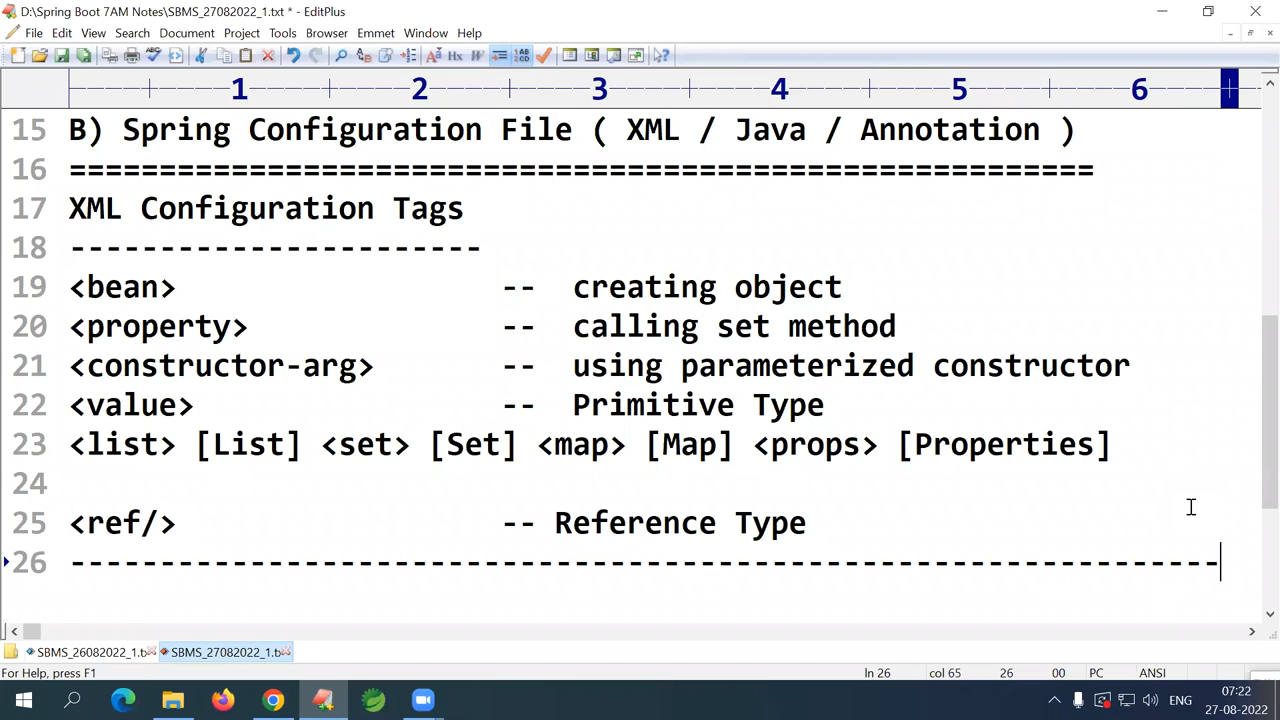 D:\Spring Boot 7AM Notes\SBMS_27082022_1.txt * - EditPlus
File Edit View Search Document Project Tools Browser Emmet Window Help
1 2 3 4 5 6
15 B) Spring Configuration File ( XML / Java / Annotation )
16 =========================================================
17 XML Configuration Tags
18 -----------------------
19 <bean> -- creating object
20 <property> -- calling set method
21 <constructor-arg> -- using parameterized constructor
22 <value> -- Primitive Type
23 <list> [List] <set> [Set] <map> [Map] <props> [Properties]
24
25 <ref/> -- Reference Type
26 ----------------------------------------------------------------
SBMS_26082022_1.b SBMS_27082022_1.b
For Help, press F1 ln 26 col 65 26 00 PC ANSI
ENG 07:22
27-08-2022